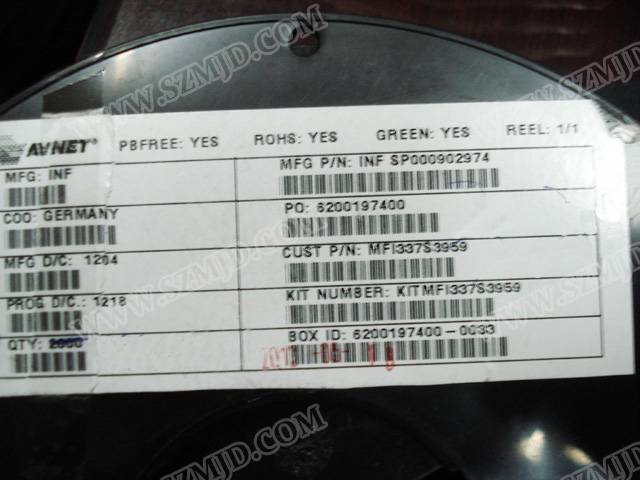 AVNET® PBFREE: YES ROHS: YES GREEN: YES REEL: 1/1
MFG: INF
MFG P/N: INF SP000902974
COO: GERMANY
PO: 6200197400
MFG D/C: 1204
CUST P/N: MFI337S3959
PROG D/C: 1218
KIT NUMBER: KITMFI337S3959
QTY:
BOX ID: 6200197400-0033
WWW.SZMJD.COM
WWW.SZMJD.COM
WWW.SZMJD.COM
WWW.SZMJD.COM
WWW.SZMJD.COM